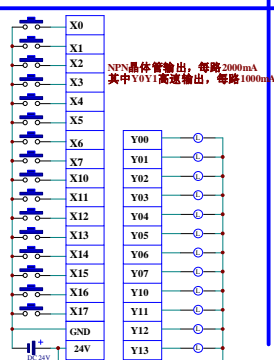 X0
X1
X2
X3
X4
X5
X6
X7
X10
X11
X12
X13
X14
X15
X16
X17
GND
24V
DC 24V
NPN晶体管输出，每路2000mA
其中Y0Y1高速输出，每路1000mA
Y00
Y01
Y02
Y03
Y04
Y05
Y06
Y07
Y10
Y11
Y12
Y13
L
L
L
L
L
L
L
L
L
L
L
L